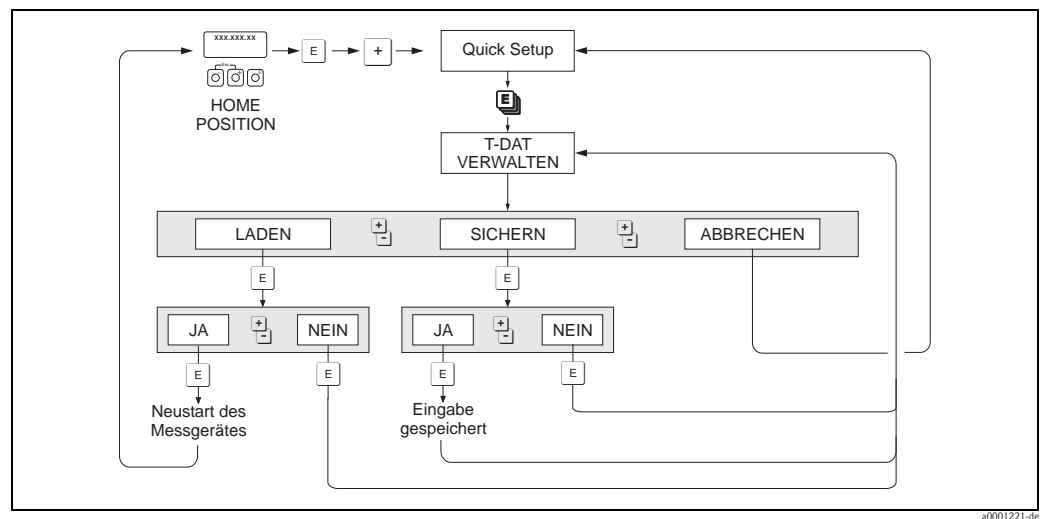 xxx.xxx.xx
Esc
E
+
Quick Setup
- + E
HOME
POSITION
E
T-DAT
VERWALTEN
LADEN
+
-
SICHERN
+
-
ABBRECHEN
E
E
JA
+
-
NEIN
JA
+
-
NEIN
E
E
E
E
Neustart des
Messgerätes
Eingabe
gespeichert
a0001221-de